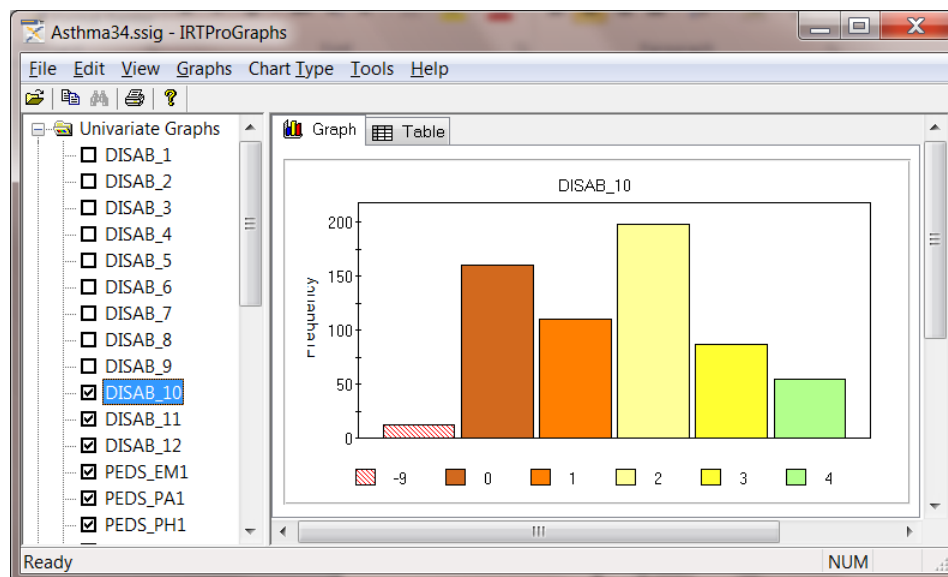 Asthma34.ssig - IRTProGraphs
File Edit View Graphs Chart Type Tools Help
Univariate Graphs
DISAB_1
DISAB_2
DISAB_3
DISAB_4
DISAB_5
DISAB_6
DISAB_7
DISAB_8
DISAB_9
DISAB_10
DISAB_11
DISAB_12
PEDS_EM1
PEDS_PA1
PEDS_PH1
Graph Table
DISAB_10
Frequency
200
150
100
50
0
-9 0 1 2 3 4
Ready NUM